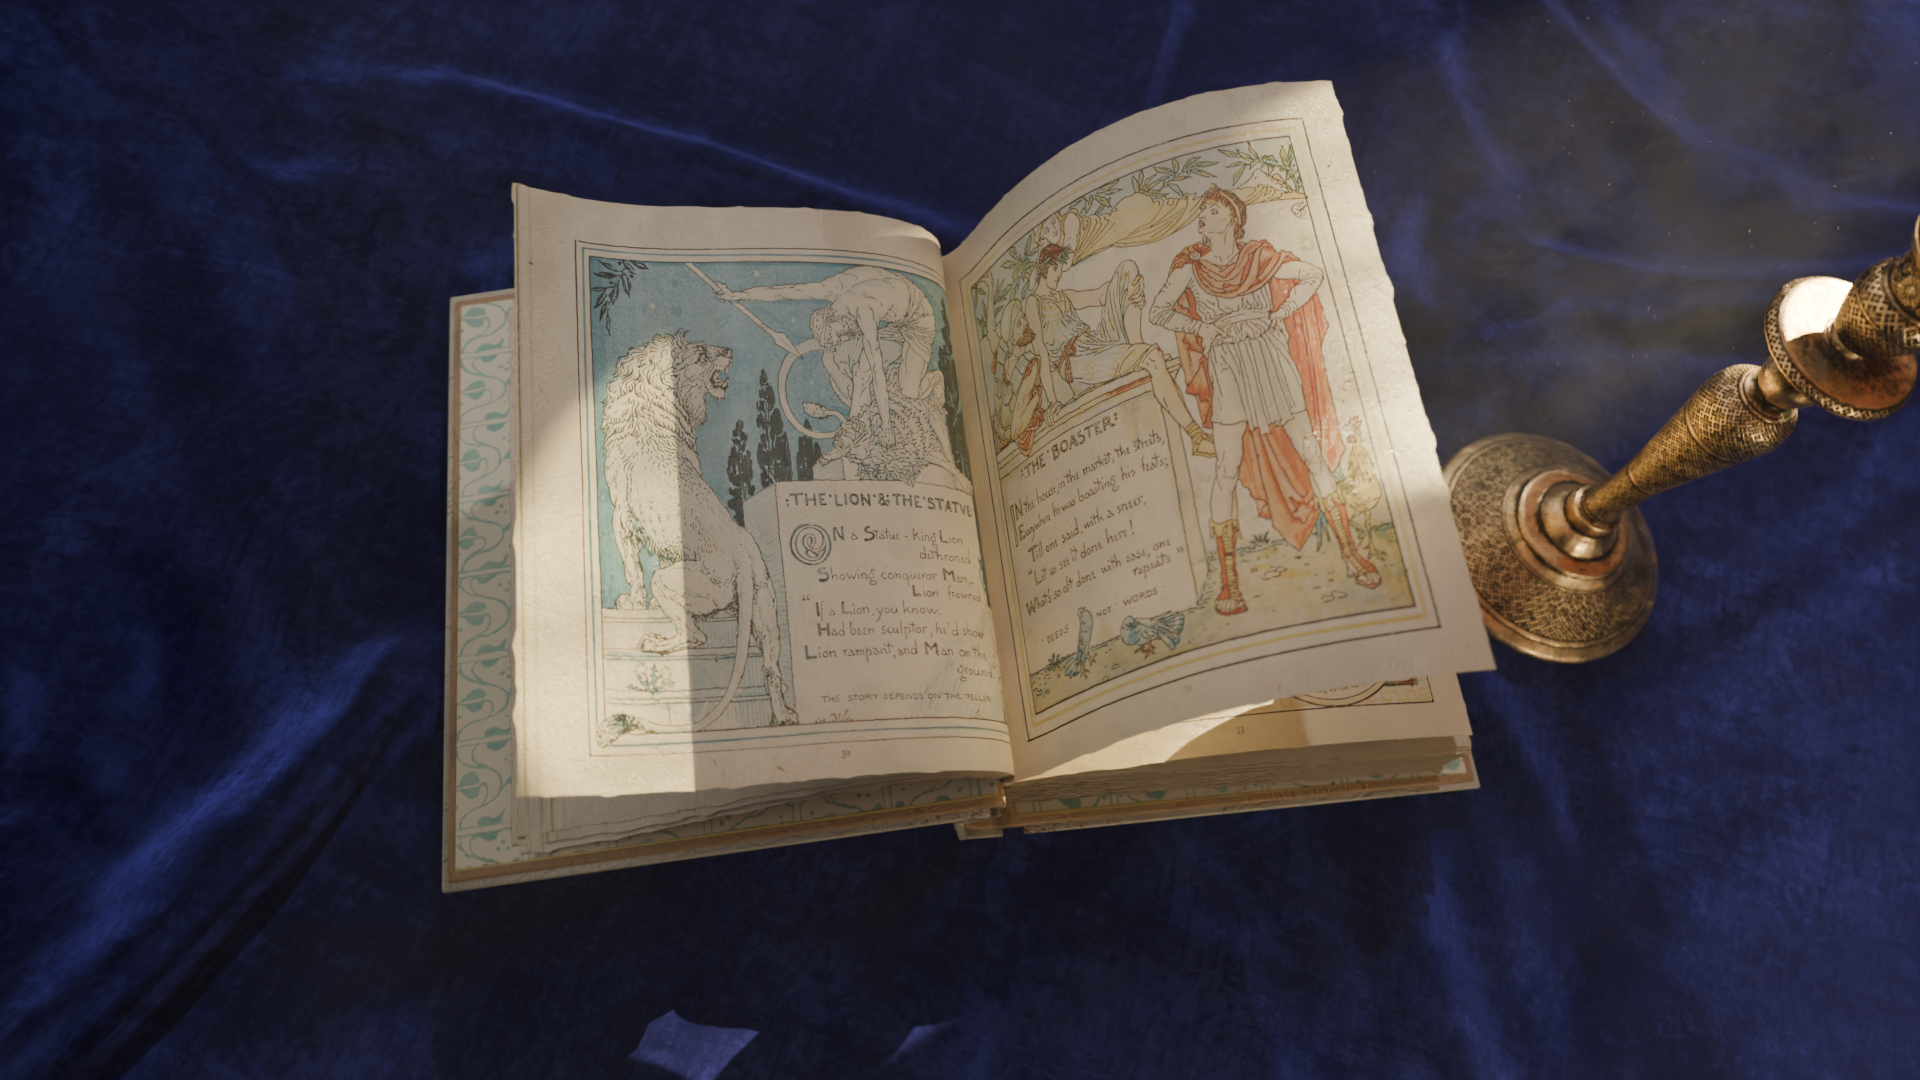 :THE·LION·&·THE·STATVE
ON a Statue - king Lion
dethroned,
Showing conqueror Man,
Lion frowned
"If a Lion, you know,
Had been sculptor, he'd show
Lion rampant, and Man on the
ground."
THE·STORY·DEPENDS·ON·THE·TELLER
30
:THE·BOASTER:
IN the house, in the market, the streets,
Everywhere he was boasting his feats;
Till one said, with a sneer,
"Let us see it done here!
What's so oft done with ease, one
repeats"
·DEEDS NOT·WORDS·
33